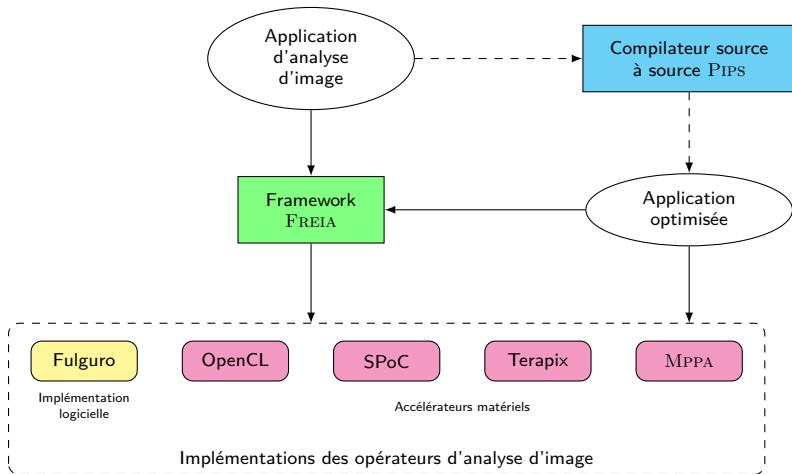 Application
d'analyse
d'image
Compilateur source
à source PIPS
Framework
FREIA
Application
optimisée
Fulguro
OpenCL
SPoC
Terapix
MPPA
Implémentation
logicielle
Accélérateurs matériels
Implémentations des opérateurs d'analyse d'image